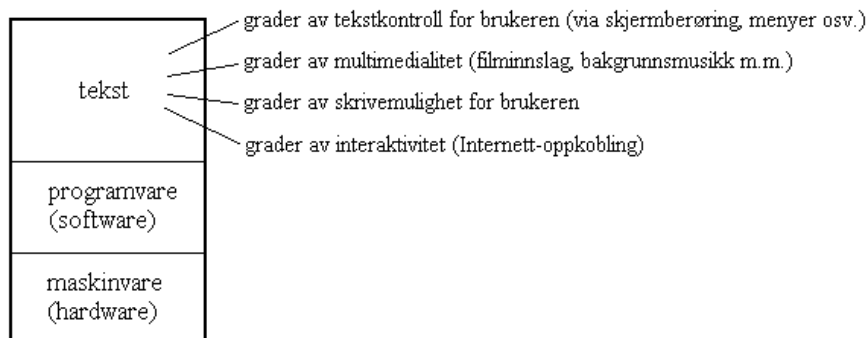 grader av tekstkontroll for brukeren (via skjermberøring, menyer osv.)
grader av multimedialitet (filminnslag, bakgrunnsmusikk m.m.)
tekst
grader av skrivemulighet for brukeren
grader av interaktivitet (Internett-oppkobling)
programvare
(software)
maskinvare
(hardware)